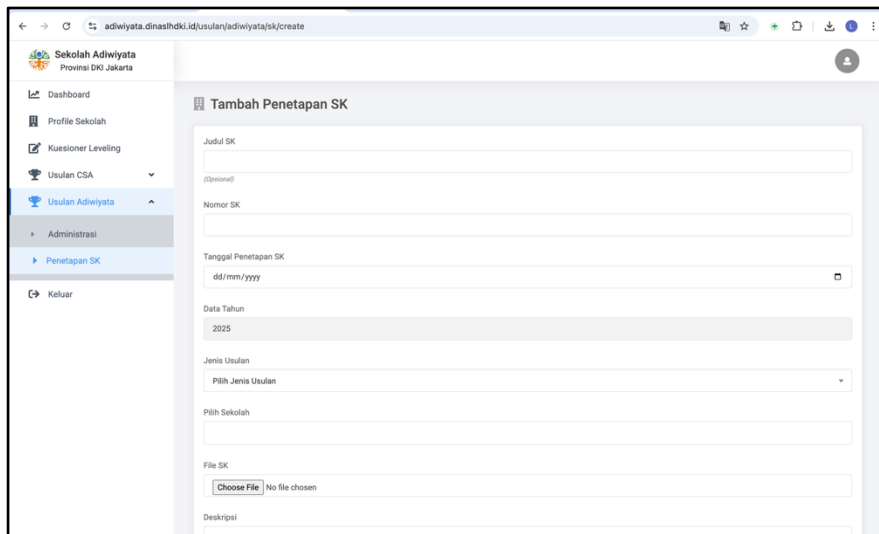 adiwiyata.dinaslhdki.id/usulan/adiwiyata/sk/create
L
Sekolah Adiwiyata
Provinsi DKI Jakarta
Dashboard
Profile Sekolah
Kuesioner Leveling
Usulan CSA
Usulan Adiwiyata
Administrasi
Penetapan SK
Keluar
Tambah Penetapan SK
Judul SK
(Opsional)
Nomor SK
Tanggal Penetapan SK
dd/mm/yyyy
Data Tahun
2025
Jenis Usulan
Pilih Jenis Usulan
Pilih Sekolah
File SK
Choose File No file chosen
Deskripsi